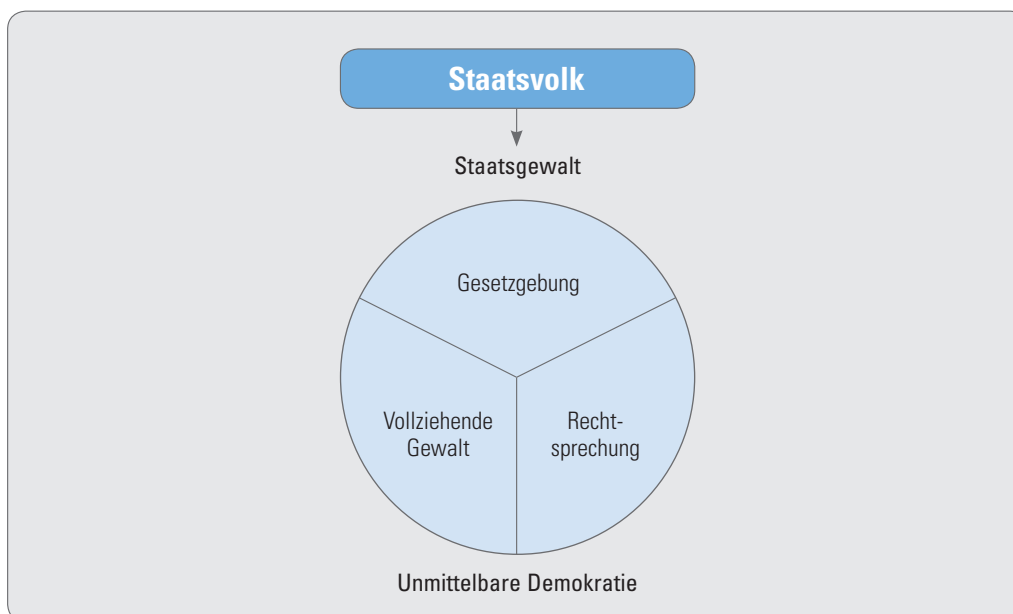 Staatsvolk
Staatsgewalt
Gesetzgebung
Vollziehende
Gewalt
Recht-
sprechung
Unmittelbare Demokratie